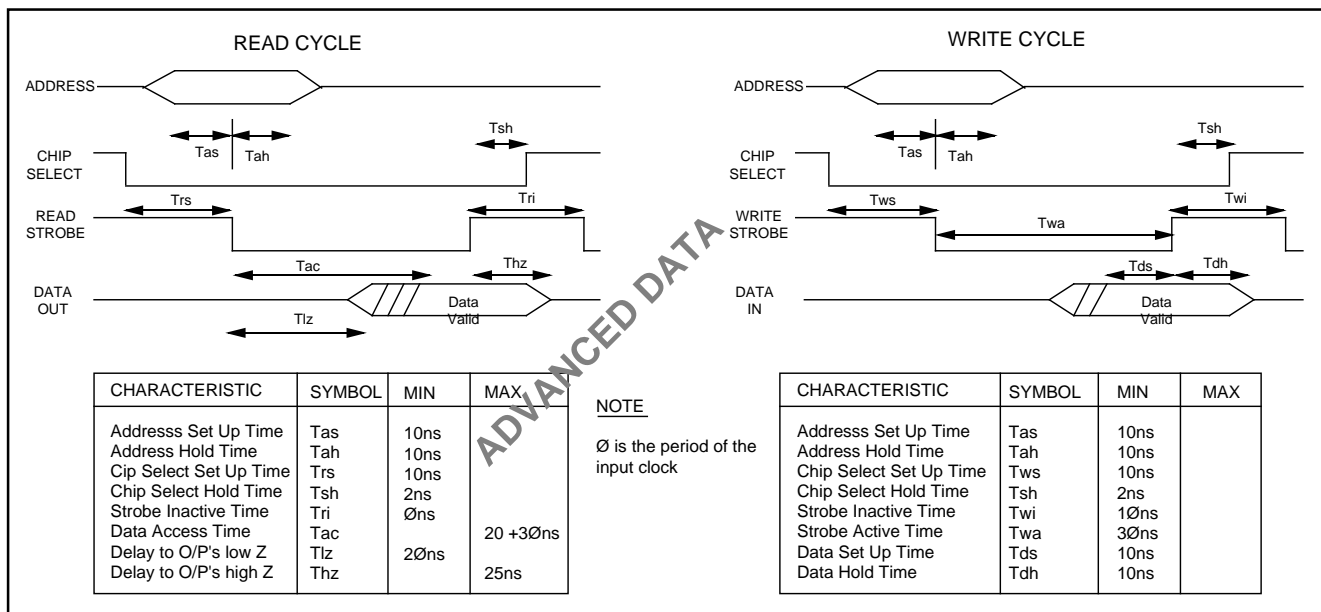 READ CYCLE
ADDRESS
Tas
Tah
Tsh
CHIP
SELECT
Trs
Tri
READ
STROBE
Tac
Thz
DATA
OUT
Data
Valid
Tlz
WRITE CYCLE
ADDRESS
Tas
Tah
Tsh
CHIP
SELECT
Tws
Twi
WRITE
STROBE
Twa
Tds
Tdh
DATA
IN
Data
Valid
ADVANCED DATA
CHARACTERISTIC SYMBOL MIN MAX
Addresss Set Up Time Tas 10ns
Address Hold Time Tah 10ns
Cip Select Set Up Time Trs 10ns
Chip Select Hold Time Tsh 2ns
Strobe Inactive Time Tri Øns
Data Access Time Tac 20 +3Øns
Delay to O/P's low Z Tlz 2Øns
Delay to O/P's high Z Thz 25ns
NOTE
Ø is the period of the
input clock
CHARACTERISTIC SYMBOL MIN MAX
Addresss Set Up Time Tas 10ns
Address Hold Time Tah 10ns
Chip Select Set Up Time Tws 10ns
Chip Select Hold Time Tsh 2ns
Strobe Inactive Time Twi 1Øns
Strobe Active Time Twa 3Øns
Data Set Up Time Tds 10ns
Data Hold Time Tdh 10ns